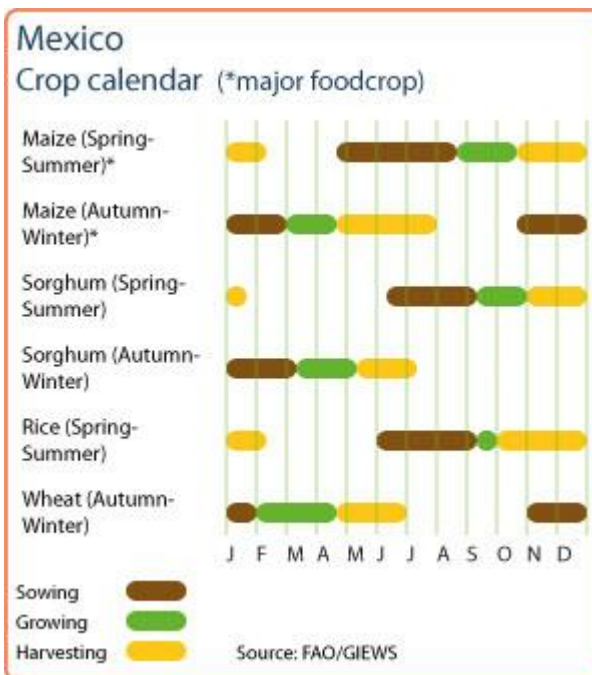 Mexico
Crop calendar (*major foodcrop)
Maize (Spring-
Summer)*
Maize (Autumn-
Winter)*
Sorghum (Spring-
Summer)
Sorghum (Autumn-
Winter)
Rice (Spring-
Summer)
Wheat (Autumn-
Winter)
J F M A M J J A S O N D
Sowing
Growing
Harvesting
Source: FAO/GIEWS